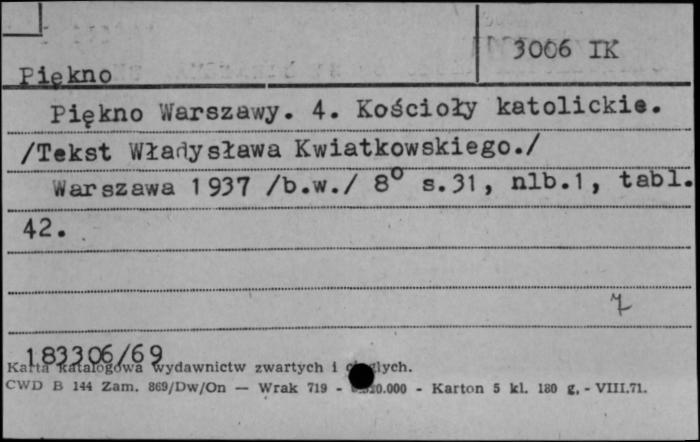 3006 IK
Piękno
Piękno Warszawy. 4. Kościoły katolickie.
/Tekst Władysława Kwiatkowskiego./
Warszawa 1937 /b.w./ 8° s.31, nlb.1, tabl.
42.
7
183306/69
Karta katalogowa wydawnictw zwartych i
CWD B 144 Zam. 869/Dw/On — Wrak 719 - - Karton 5 kl. 180 g, - VIII.71.